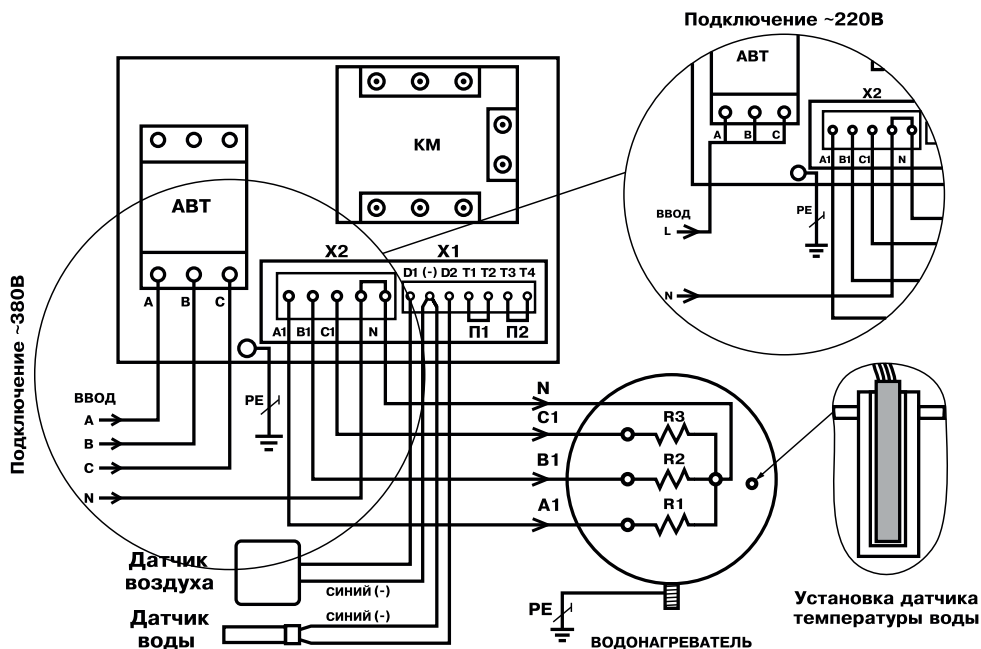 Подключение ~220В
АВТ
X2
A B C
A1 B1 C1 N
PE
ВВОД
L
N
Подключение ~380В
КМ
АВТ
X2 X1
D1 (-) D2 T1 T2 T3 T4
A B C
A1 B1 C1 N
П1 П2
PE
ВВОД
A
B
C
N
N
C1
B1
A1
R3
R2
R1
Датчик
воздуха
синий (-)
синий (-)
Датчик
воды
PE
ВОДОНАГРЕВАТЕЛЬ
Установка датчика
температуры воды